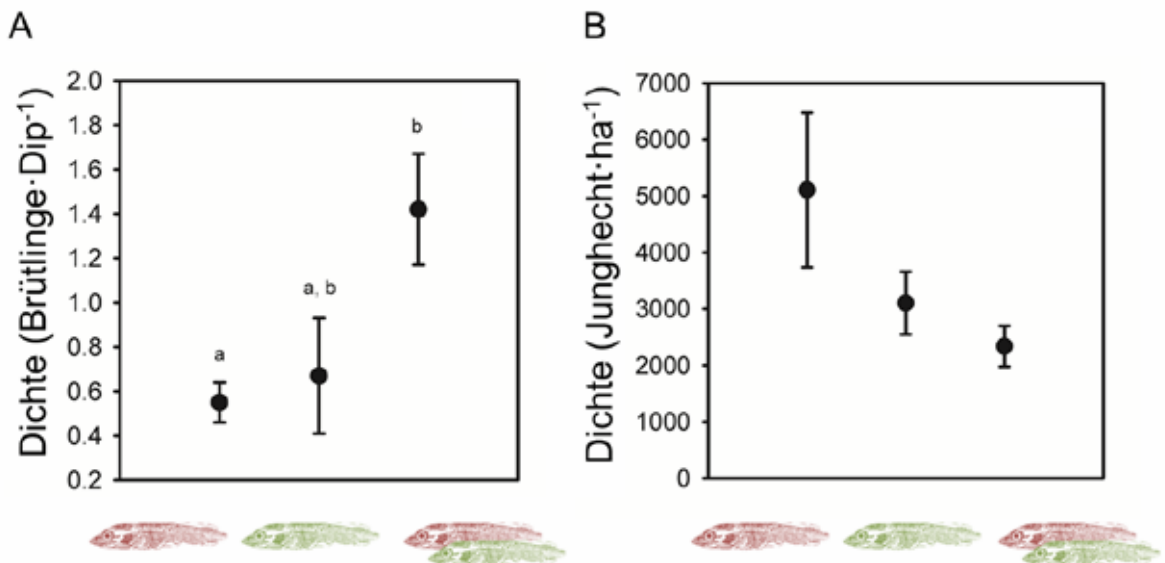 A
Dichte (Brütlinge·Dip⁻¹)
2.0
1.8
1.6
1.4
1.2
1.0
0.8
0.6
0.4
0.2
a
a, b
b
B
Dichte (Junghecht·ha⁻¹)
7000
6000
5000
4000
3000
2000
1000
0